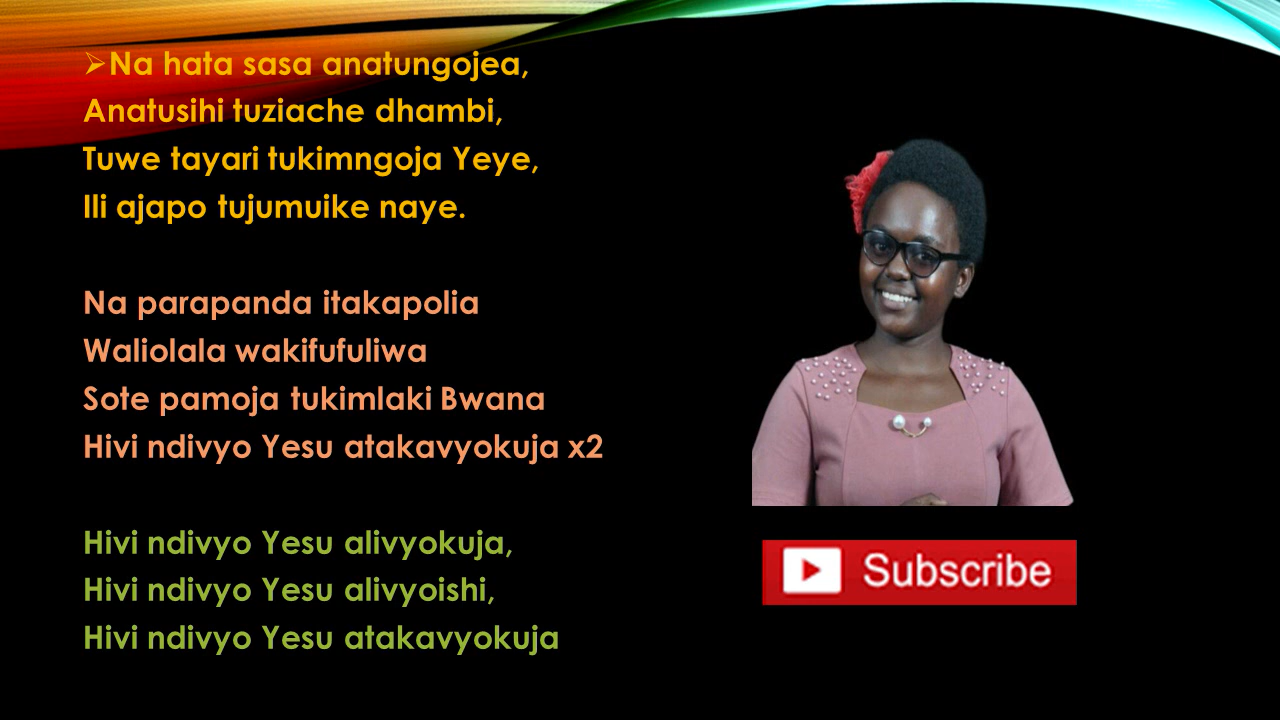 ➢Na hata sasa anatungojea,
Anatusihi tuziache dhambi,
Tuwe tayari tukimngoja Yeye,
Ili ajapo tujumuike naye.
Na parapanda itakapolia
Waliolala wakifufuliwa
Sote pamoja tukimlaki Bwana
Hivi ndivyo Yesu atakavyokuja x2
Hivi ndivyo Yesu alivyokuja,
Hivi ndivyo Yesu alivyoishi,
Hivi ndivyo Yesu atakavyokuja
Subscribe